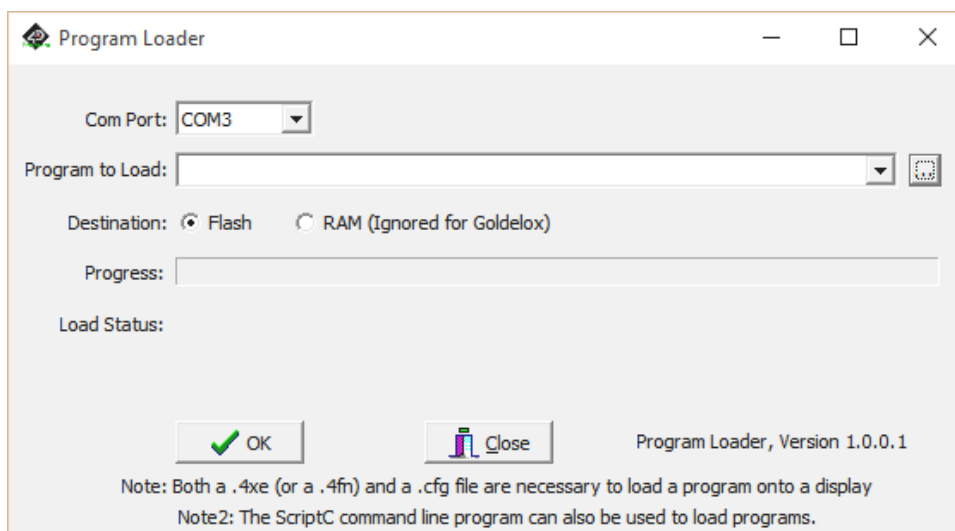 Program Loader
Com Port: COM3
Program to Load:
Destination: Flash RAM (Ignored for Goldelox)
Progress:
Load Status:
OK Close Program Loader, Version 1.0.0.1
Note: Both a .4xe (or a .4fn) and a .cfg file are necessary to load a program onto a display
Note2: The ScriptC command line program can also be used to load programs.